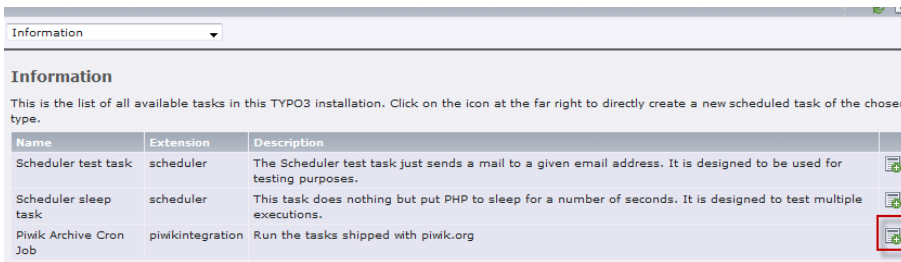 Information
Information
This is the list of all available tasks in this TYPO3 installation. Click on the icon at the far right to directly create a new scheduled task of the
type.
Name Extension Description
Scheduler test task scheduler The Scheduler test task just sends a mail to a given email address. It is designed to be used for
testing purposes.
Scheduler sleep scheduler This task does nothing but put PHP to sleep for a number of seconds. It is designed to test multiple
task executions.
Piwik Archive Cron piwikintegration Run the tasks shipped with piwik.org
Job